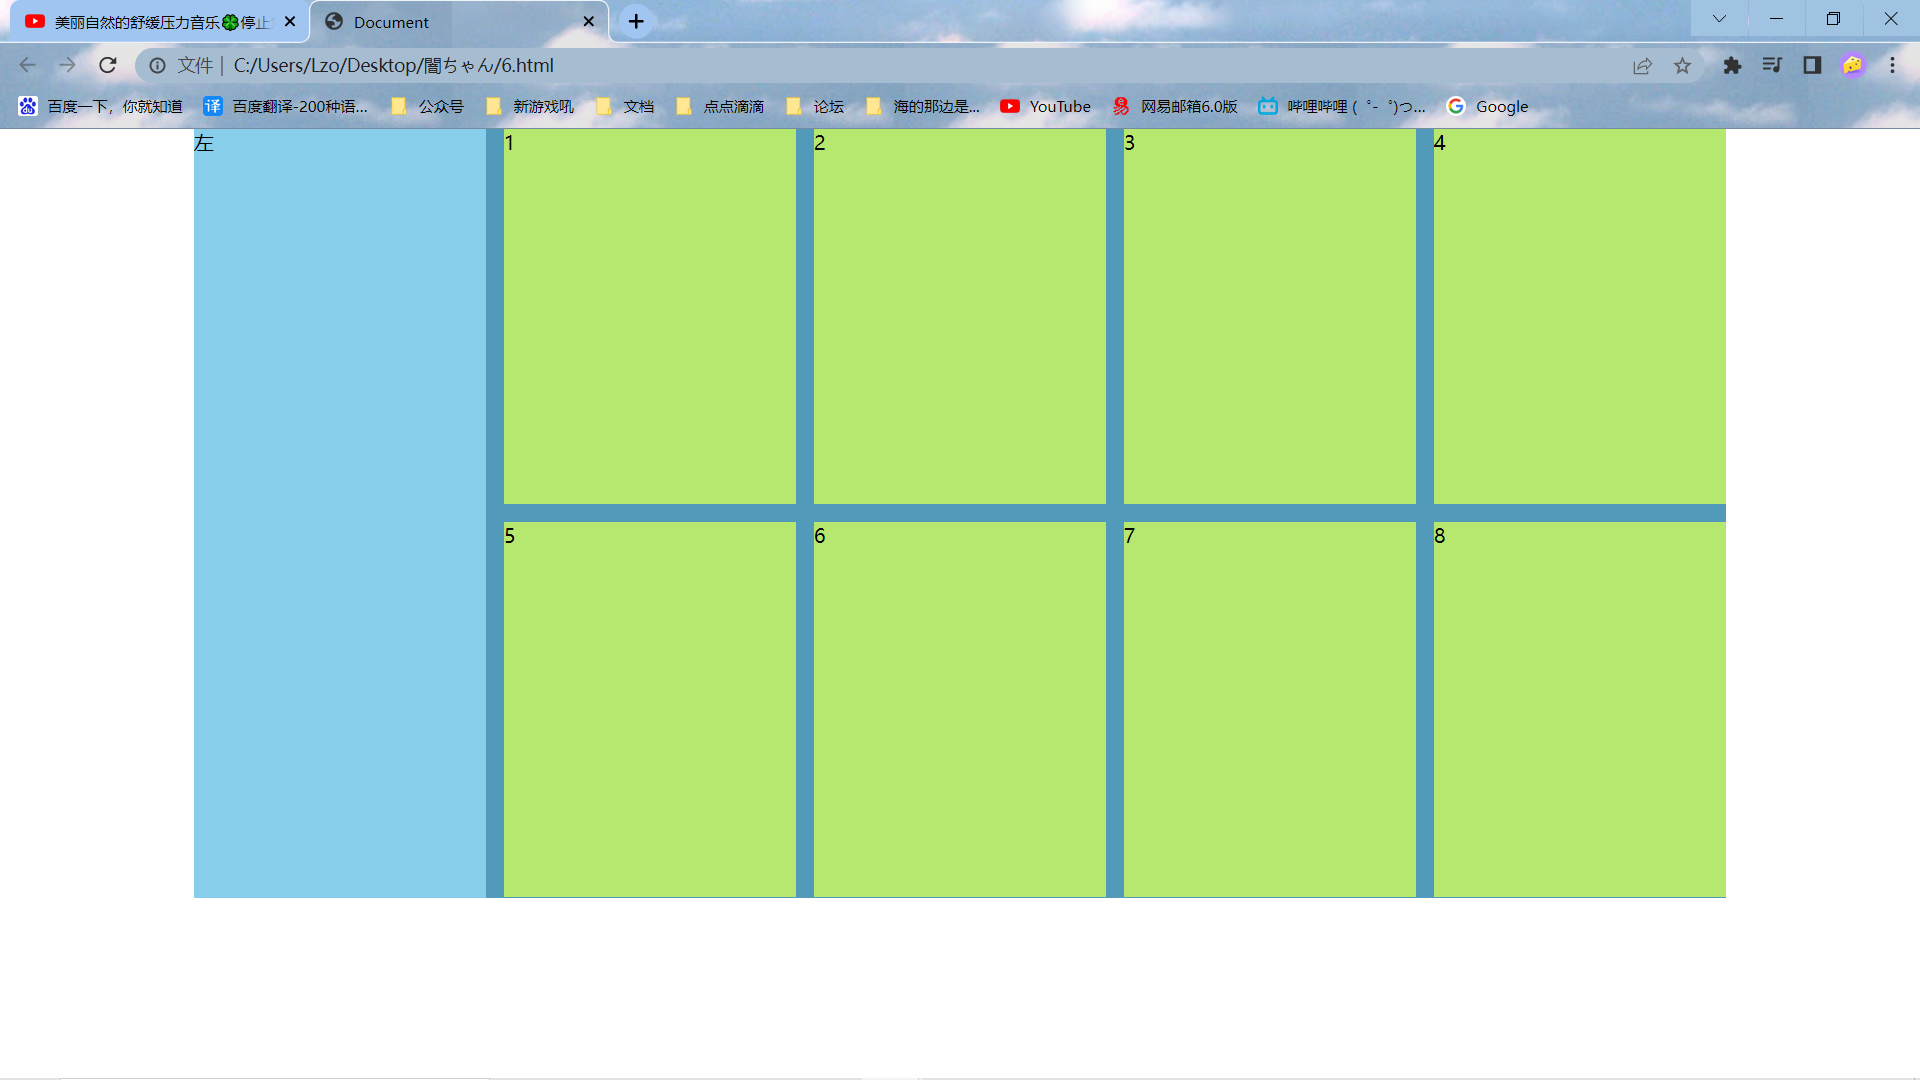 美丽自然的舒缓压力音乐🍀停止
Document
文件 | C:/Users/Lzo/Desktop/闇ちゃん/6.html
百度一下，你就知道
译 百度翻译-200种语...
公众号
新游戏吼
文档
点点滴滴
论坛
海的那边是...
YouTube
网易邮箱6.0版
哔哩哔哩 ( ゜- ゜)つ...
Google
左
1
2
3
4
5
6
7
8